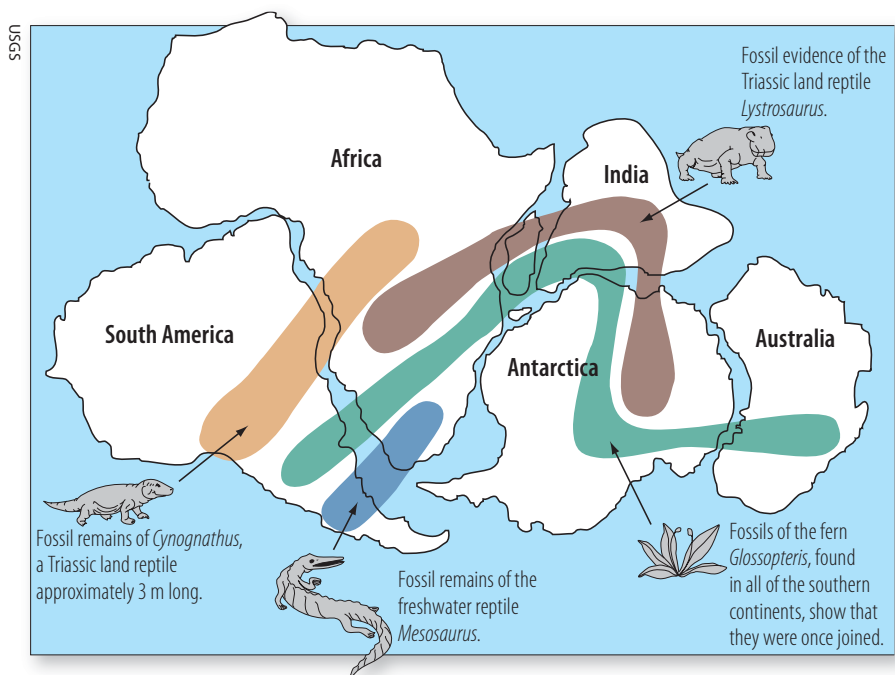 USGS
Fossil evidence of the
Triassic land reptile
Lystrosaurus.
Africa
India
South America
Antarctica
Australia
Fossil remains of Cynognathus,
a Triassic land reptile
approximately 3 m long.
Fossil remains of the
freshwater reptile
Mesosaurus.
Fossils of the fern
Glossopteris, found
in all of the southern
continents, show that
they were once joined.